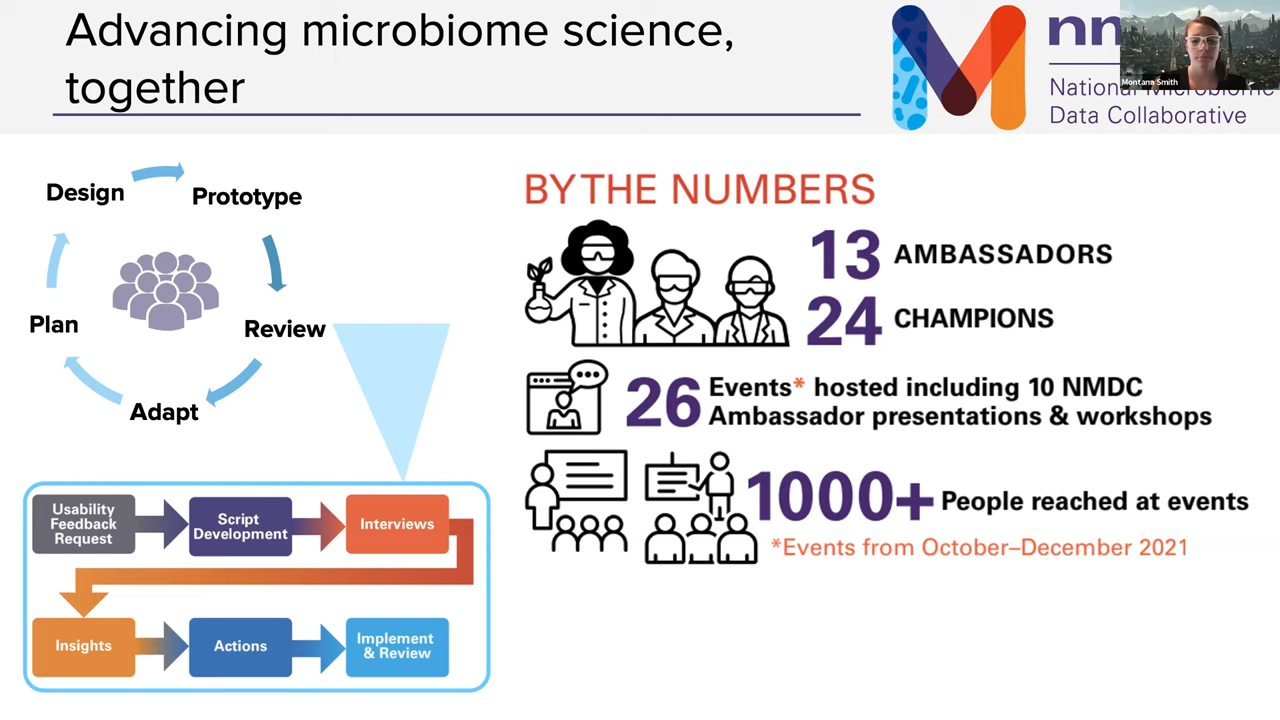 Advancing microbiome science,
together
nm
National Microbiome
Data Collaborative
Montana Smith
Design
Prototype
Review
Adapt
Plan
Usability
Feedback
Request
Script
Development
Interviews
Insights
Actions
Implement
& Review
BY THE NUMBERS
13 AMBASSADORS
24 CHAMPIONS
26 Events* hosted including 10 NMDC
Ambassador presentations & workshops
1000+ People reached at events
*Events from October–December 2021